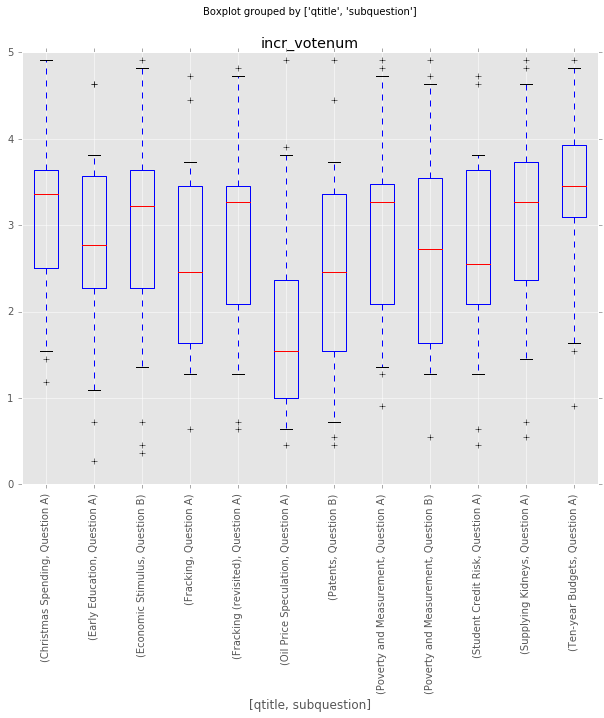 Boxplot grouped by ['qtitle', 'subquestion']
incr_votenum
5
4
3
2
1
0
(Christmas Spending, Question A)
(Early Education, Question A)
(Economic Stimulus, Question B)
(Fracking, Question A)
(Fracking (revisited), Question A)
(Oil Price Speculation, Question A)
(Patents, Question B)
(Poverty and Measurement, Question A)
(Poverty and Measurement, Question B)
(Student Credit Risk, Question A)
(Supplying Kidneys, Question A)
(Ten-year Budgets, Question A)
[qtitle, subquestion]